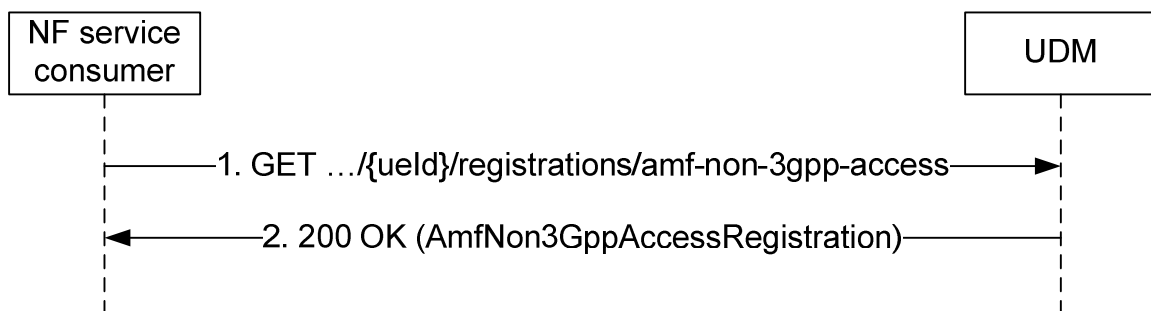 NF service
consumer
UDM
1. GET …/{ueId}/registrations/amf-non-3gpp-access
2. 200 OK (AmfNon3GppAccessRegistration)